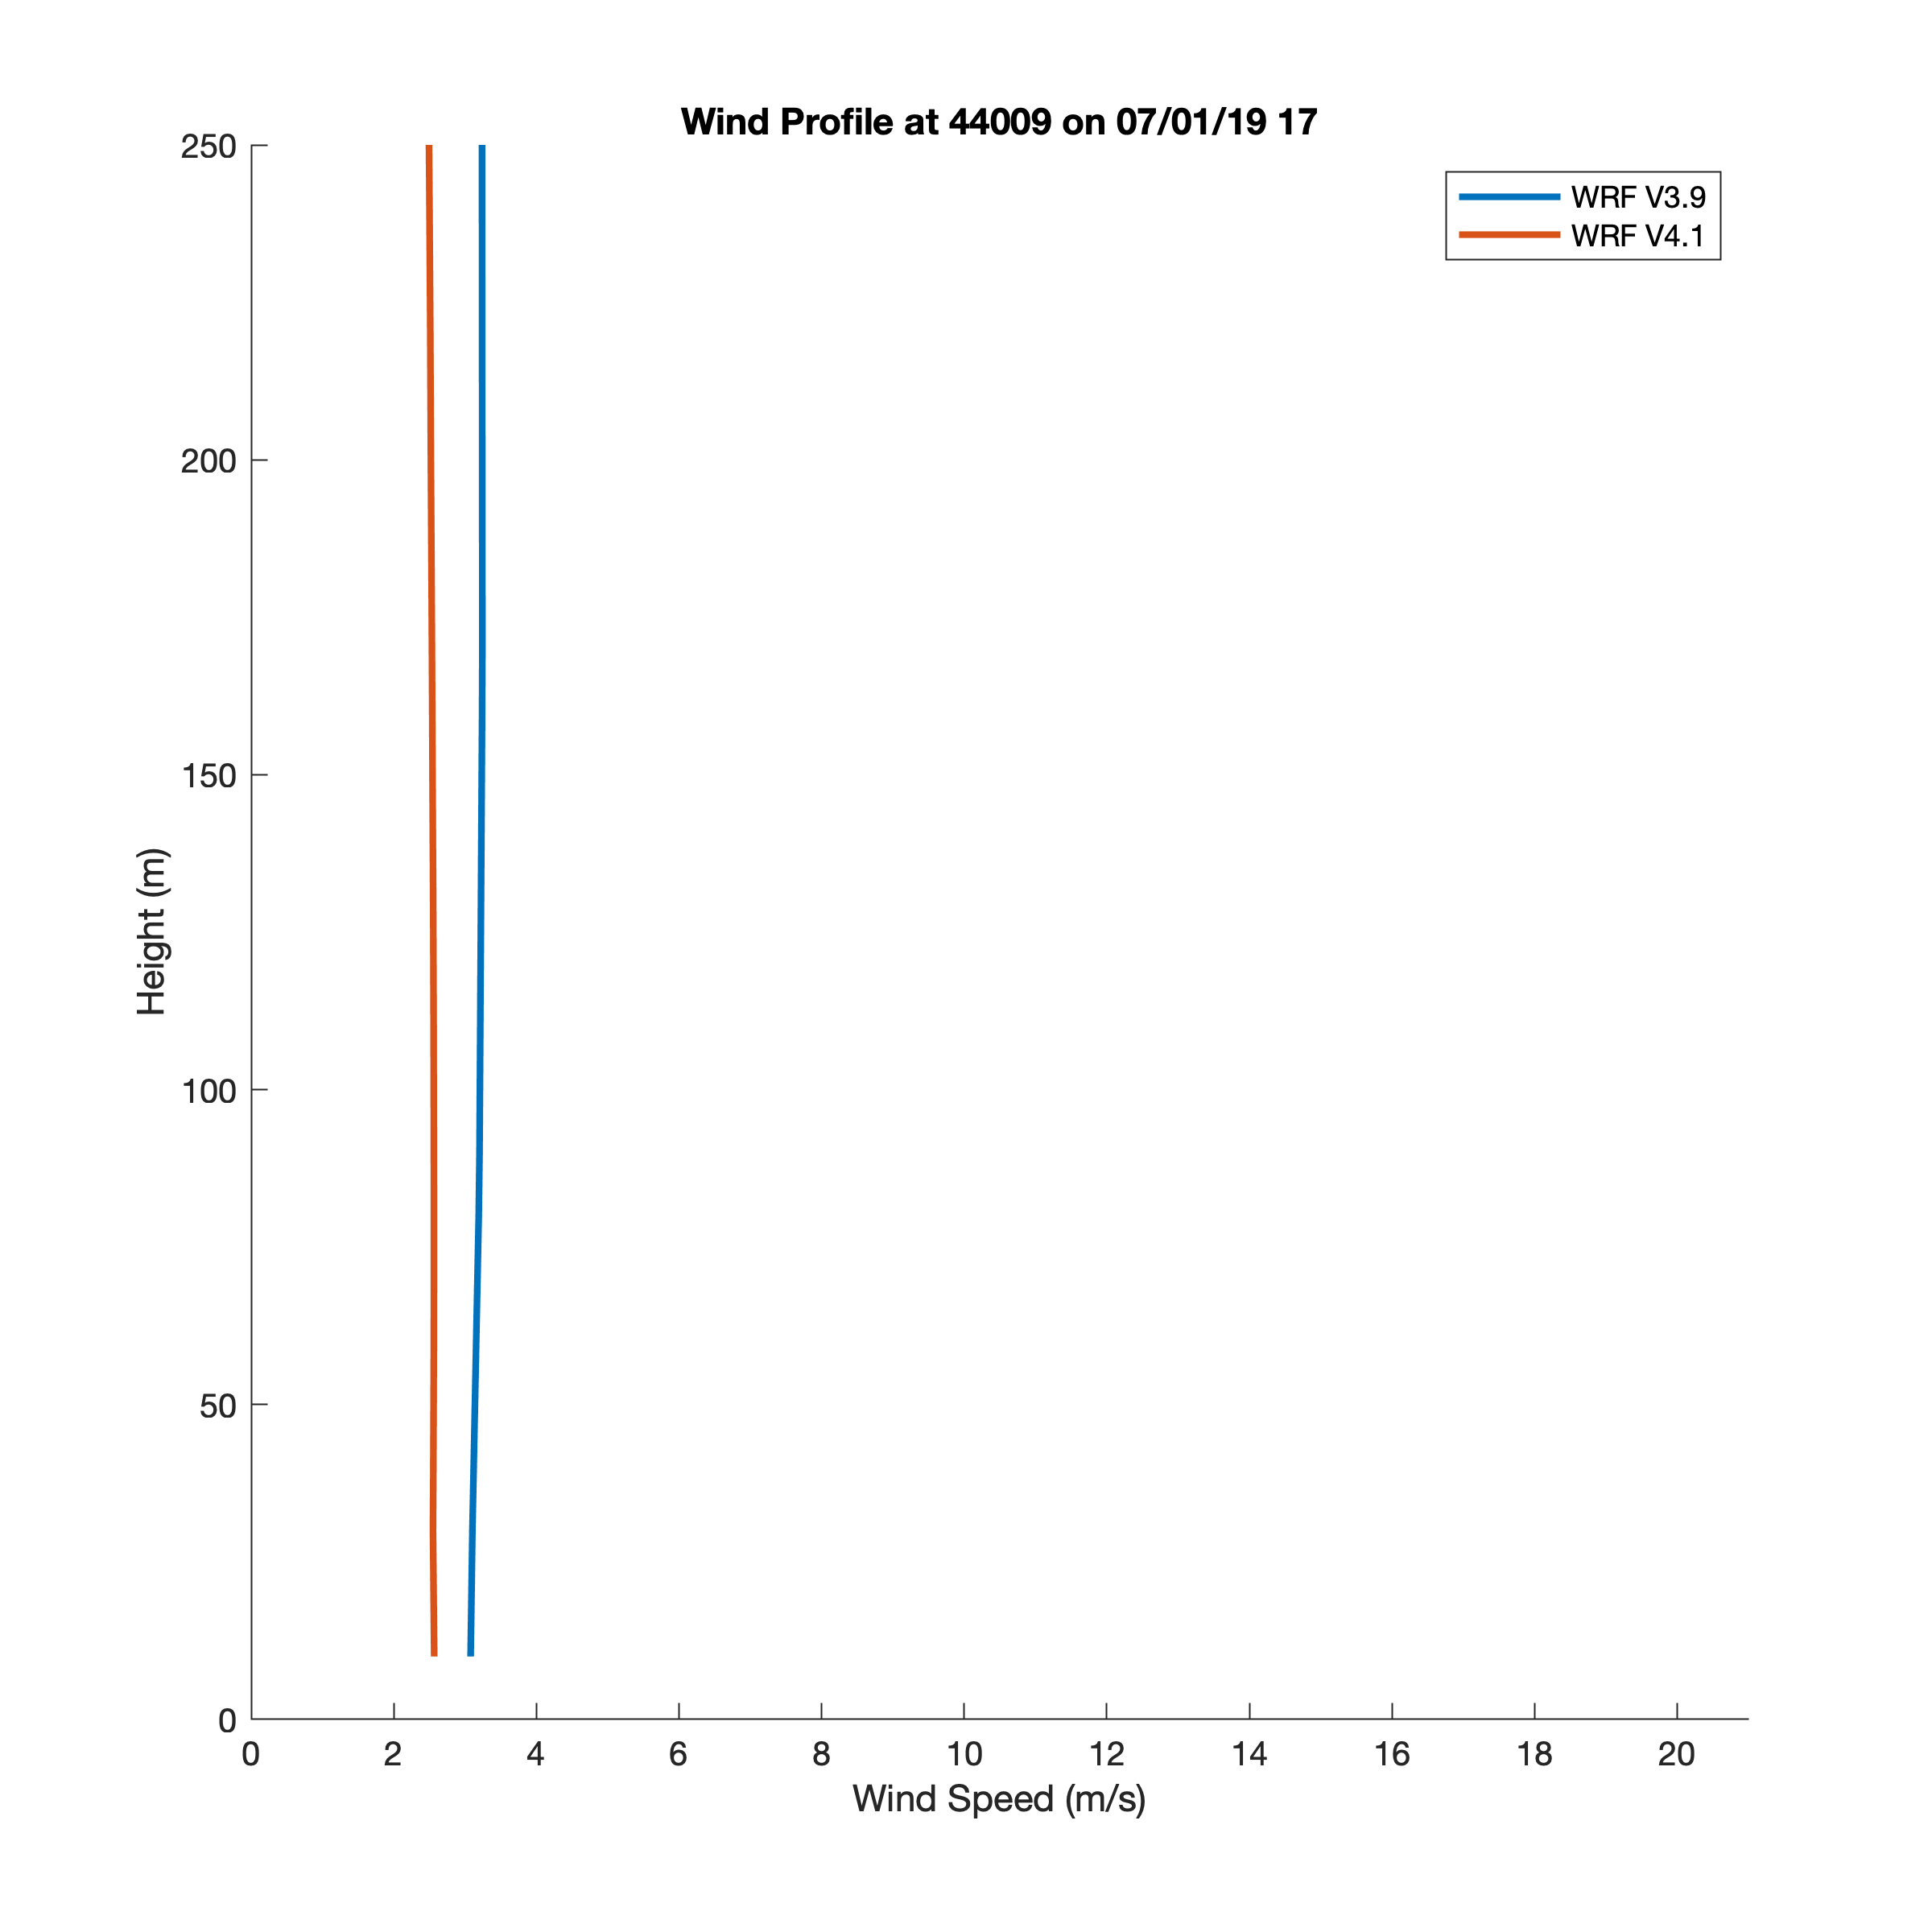 Wind Profile at 44009 on 07/01/19 17
WRF V3.9
WRF V4.1
250
200
150
100
50
0
Height (m)
0 2 4 6 8 10 12 14 16 18 20
Wind Speed (m/s)